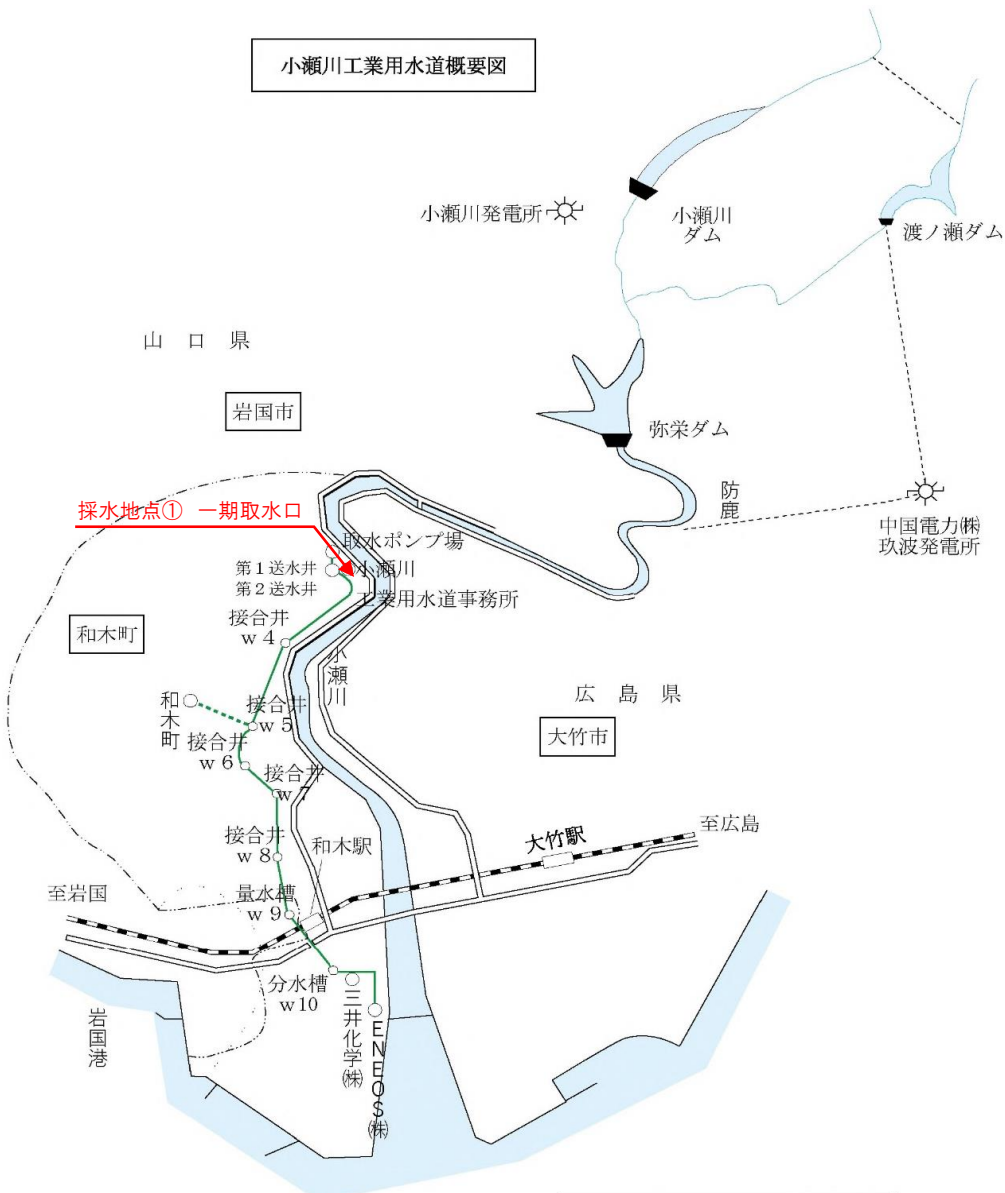 小瀬川工業用水道概要図
小瀬川発電所
小瀬川
ダム
渡ノ瀬ダム
山口県
岩国市
弥栄ダム
防鹿
中国電力㈱
玖波発電所
採水地点① 一期取水口
取水ポンプ場
第1送水井
第2送水井
小瀬川
工業用水道事務所
接合井
w4
和木町
小瀬川
広島県
大竹市
和木町
接合井
w5
接合井
w6
接合井
w7
接合井
w8
和木駅
大竹駅
至広島
至岩国
量水槽
w9
分水槽
w10
岩国港
三井化学㈱
ENEOS㈱